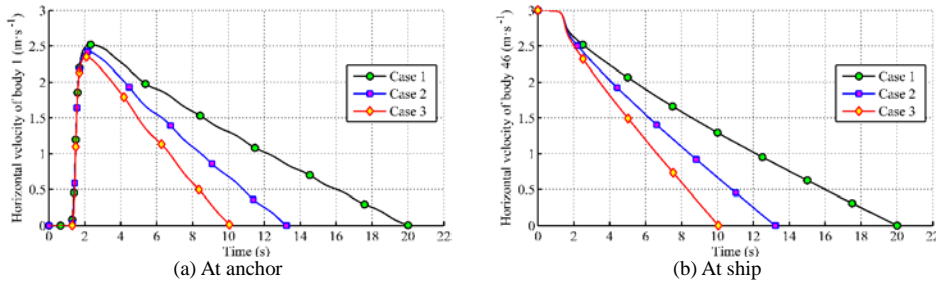 Horizontal velocity of body 1 (m·s⁻¹)
3
2.5
2
1.5
1
0.5
0
0 2 4 6 8 10 12 14 16 18 20 22
Time (s)
Case 1
Case 2
Case 3
(a) At anchor
Horizontal velocity of body 46 (m·s⁻¹)
3
2.5
2
1.5
1
0.5
0
0 2 4 6 8 10 12 14 16 18 20 22
Time (s)
Case 1
Case 2
Case 3
(b) At ship